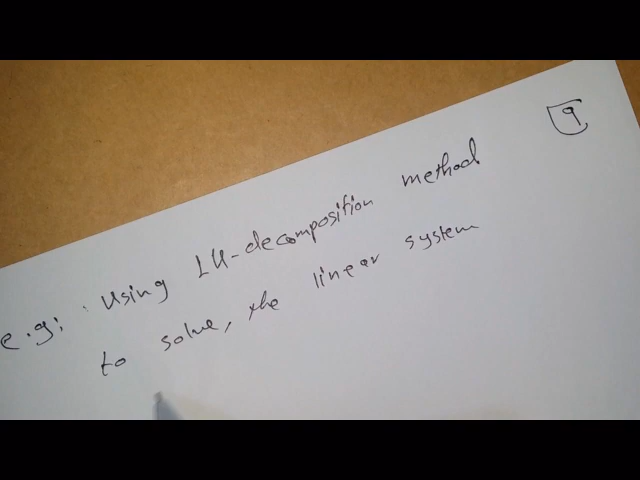 9
e.g: Using LU-decomposition method
to solve, the linear system